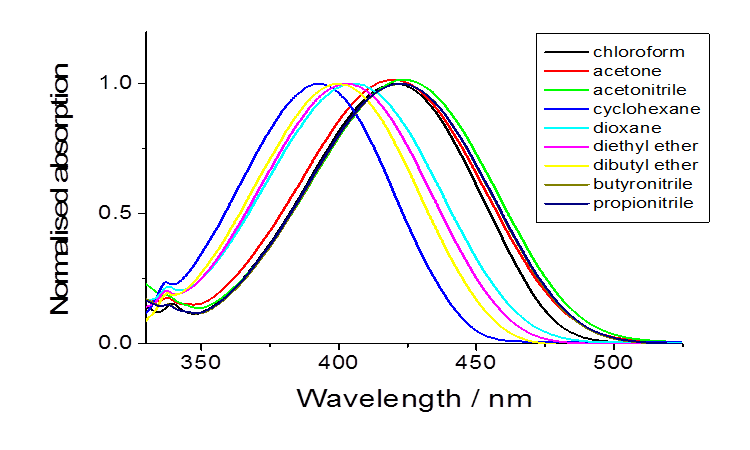 chloroform
acetone
acetonitrile
cyclohexane
dioxane
diethyl ether
dibutyl ether
butyronitrile
propionitrile
1.0
0.5
0.0
Normalised absorption
350 400 450 500
Wavelength / nm